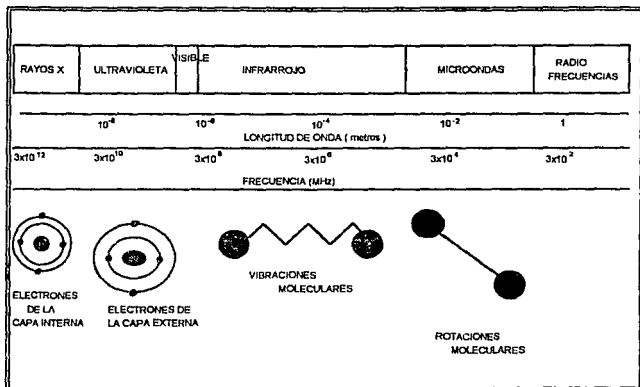 VISIBLE
RAYOS X ULTRAVIOLETA INFRARROJO MICROONDAS RADIO FRECUENCIAS
10⁻⁸ 10⁻⁶ 10⁻⁴ 10⁻² 1
LONGITUD DE ONDA ( metros )
3x10¹² 3x10¹⁰ 3x10⁸ 3x10⁶ 3x10⁴ 3x10²
FRECUENCIA (MHz)
ELECTRONES
DE LA
CAPA INTERNA
ELECTRONES DE
LA CAPA EXTERNA
VIBRACIONES
MOLECULARES
ROTACIONES
MOLECULARES